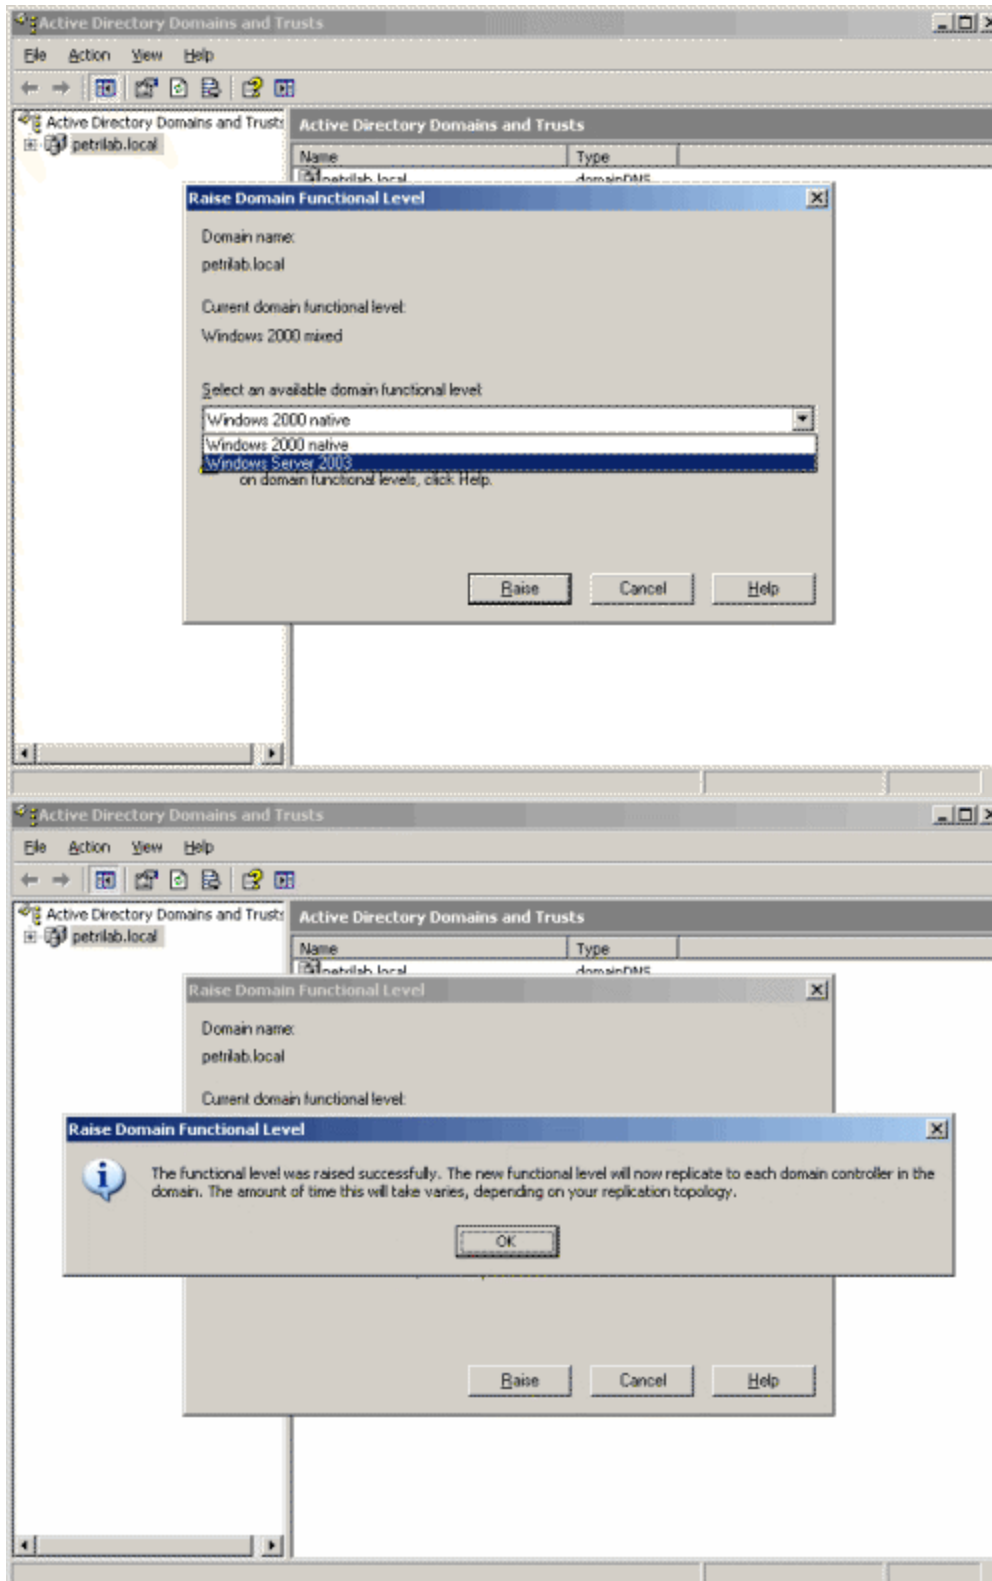 Active Directory Domains and Trusts
File Action View Help
Active Directory Domains and Trusts
petrilab.local
Active Directory Domains and Trusts
Name Type
petrilab.local domainDNS
Raise Domain Functional Level
Domain name:
petrilab.local
Current domain functional level:
Windows 2000 mixed
Select an available domain functional level:
Windows 2000 native
Windows 2000 native
Windows Server 2003
on domain functional levels, click Help.
Raise Cancel Help
Active Directory Domains and Trusts
File Action View Help
Active Directory Domains and Trusts
petrilab.local
Active Directory Domains and Trusts
Name Type
petrilab.local domainDNS
Raise Domain Functional Level
Domain name:
petrilab.local
Current domain functional level:
Raise Domain Functional Level
The functional level was raised successfully. The new functional level will now replicate to each domain controller in the
domain. The amount of time this will take varies, depending on your replication topology.
OK
Raise Cancel Help